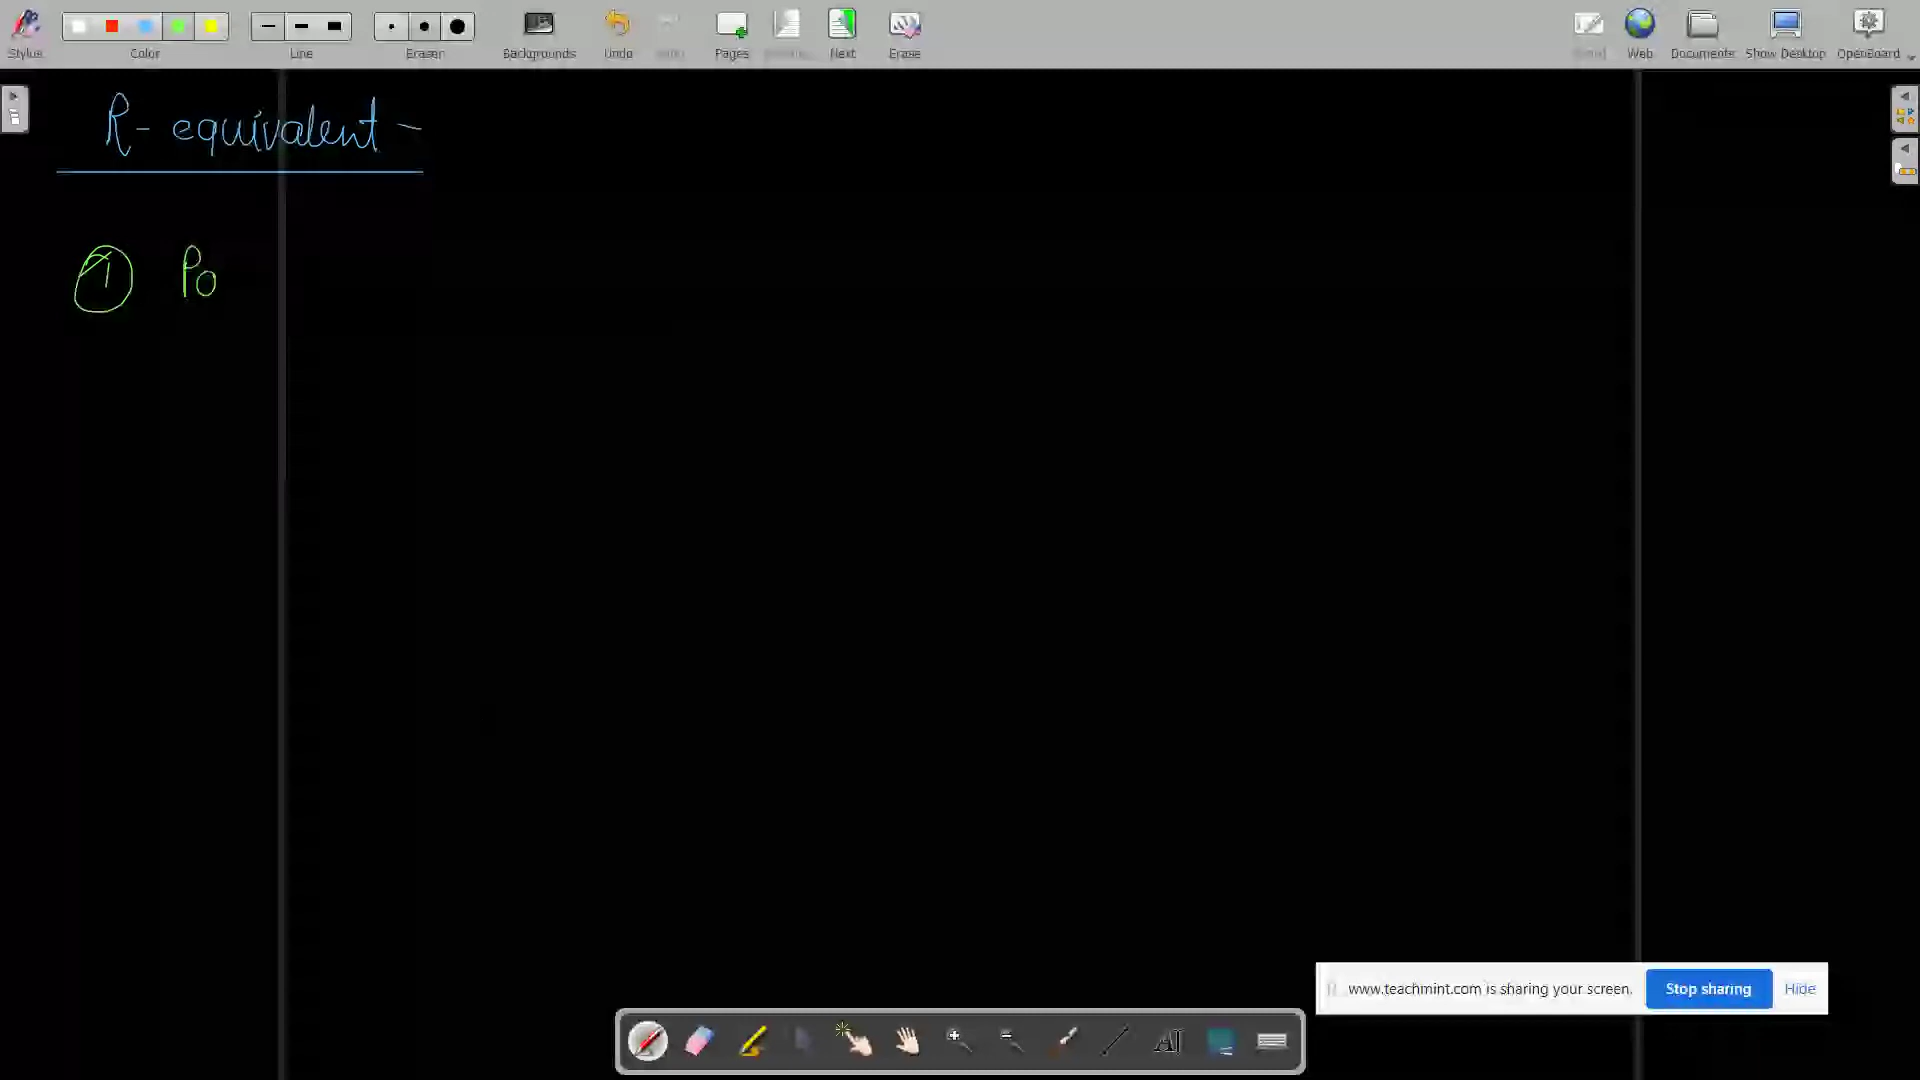 Stylus
Color
Line
Eraser
Backgrounds
Undo
Pages
Next
Erase
Web
Documents
Show Desktop
OpenBoard
R- equivalent -
1 Po
www.teachmint.com is sharing your screen.
Stop sharing
Hide